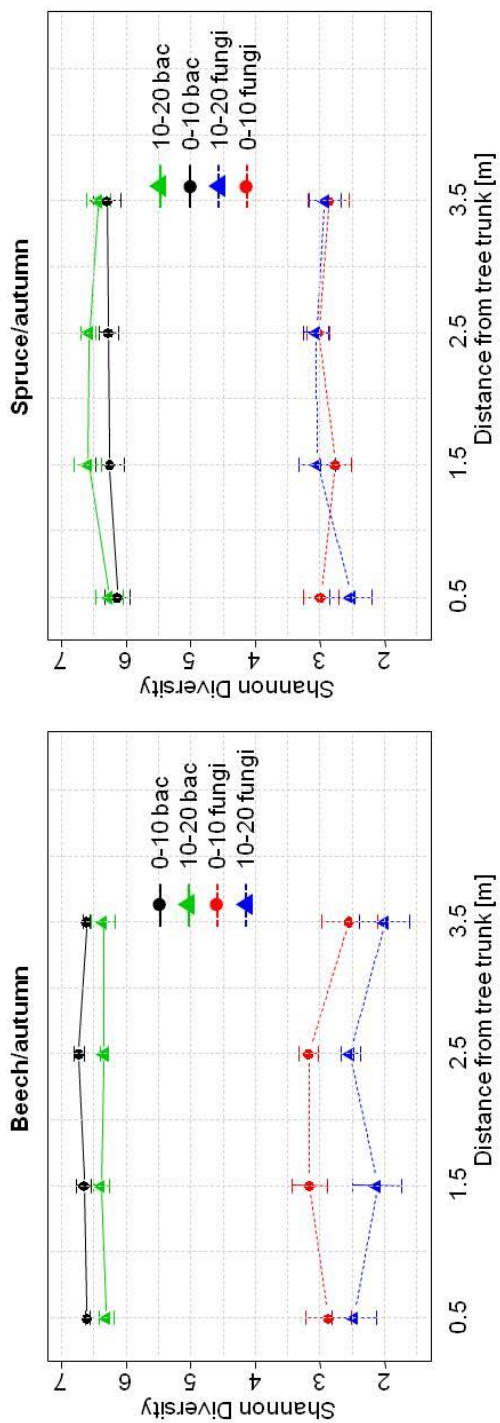 Beech/autumn
Shannon Diversity
7
6
5
4
3
2
0-10 bac
10-20 bac
0-10 fungi
10-20 fungi
0.5
1.5
2.5
3.5
Distance from tree trunk [m]
Spruce/autumn
Shannon Diversity
7
6
5
4
3
2
10-20 bac
0-10 bac
10-20 fungi
0-10 fungi
0.5
1.5
2.5
3.5
Distance from tree trunk [m]